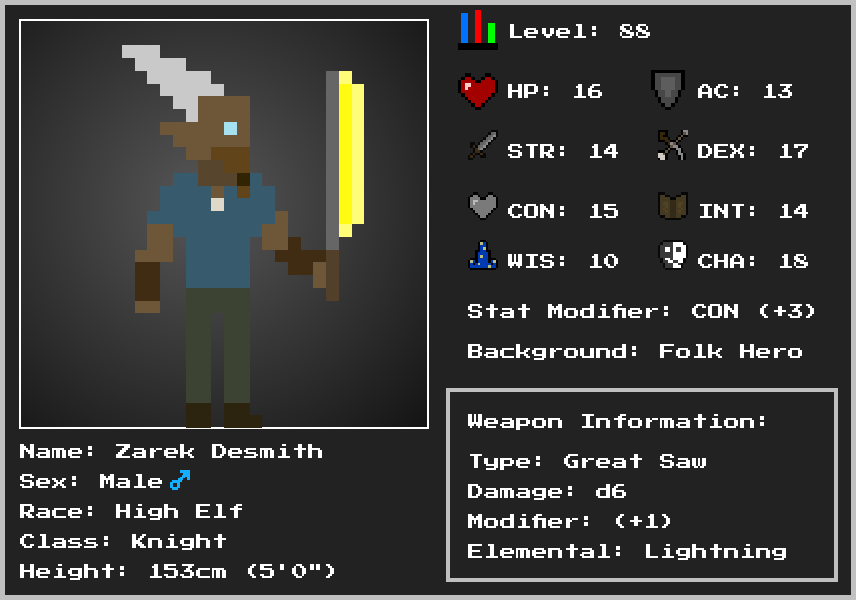 Level: 88
HP: 16
AC: 13
STR: 14
DEX: 17
CON: 15
INT: 14
WIS: 10
CHA: 18
Stat Modifier: CON (+3)
Background: Folk Hero
Weapon Information:
Type: Great Saw
Damage: d6
Modifier: (+1)
Elemental: Lightning
Name: Zarek Desmith
Sex: Male♂
Race: High Elf
Class: Knight
Height: 153cm (5'0")